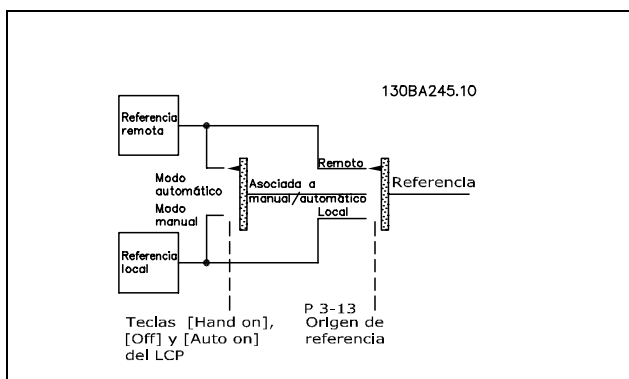 130BA245.10
Referencia
remota
Remoto
Modo
automático
Asociada a
manual/automático
Referencia
Modo
manual
Local
Referencia
local
Teclas [Hand on],
[Off] y [Auto on]
del LCP
P 3-13
Origen de
referencia